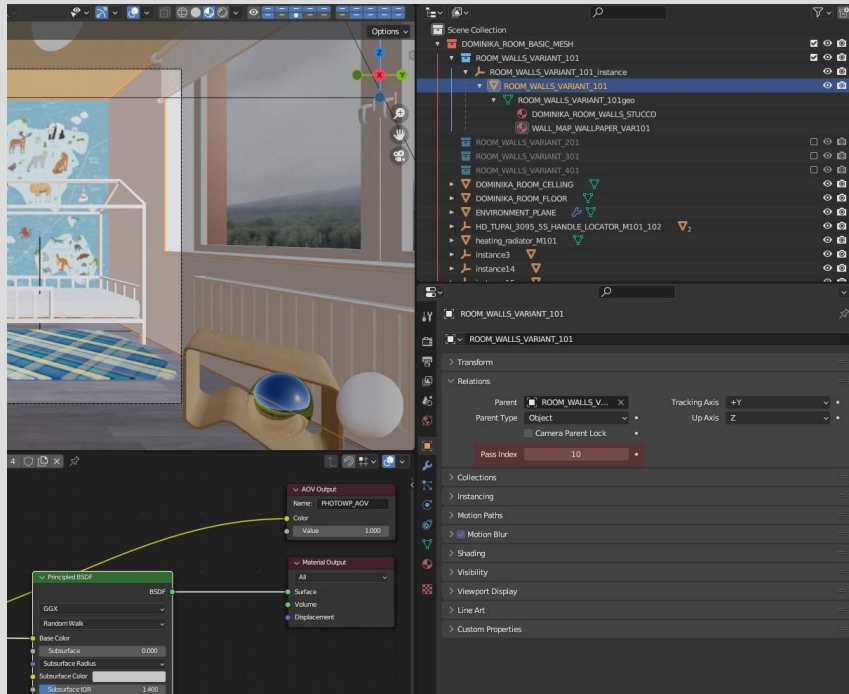 Options
Z
X
Y
Scene Collection
DOMINIKA_ROOM_BASIC_MESH
ROOM_WALLS_VARIANT_101
ROOM_WALLS_VARIANT_101_instance
ROOM_WALLS_VARIANT_101
ROOM_WALLS_VARIANT_101geo
DOMINIKA_ROOM_WALLS_STUCCO
WALL_MAP_WALLPAPER_VAR101
ROOM_WALLS_VARIANT_201
ROOM_WALLS_VARIANT_301
ROOM_WALLS_VARIANT_401
DOMINIKA_ROOM_CELLING
DOMINIKA_ROOM_FLOOR
ENVIRONMENT_PLANE
HD_TUPAI_3095_5S_HANDLE_LOCATOR_M101_102 2
heating_radiator_M101
instance3
instance14
ROOM_WALLS_VARIANT_101
ROOM_WALLS_VARIANT_101
Transform
Relations
Parent ROOM_WALLS_V... Tracking Axis +Y
Parent Type Object Up Axis Z
Camera Parent Lock
Pass Index 10
Collections
Instancing
Motion Paths
Motion Blur
Shading
Visibility
Viewport Display
Line Art
Custom Properties
4
AOV Output
Name: PHOTOWP_AOV
Color
Value 1.000
Material Output
All
Surface
Volume
Displacement
Principled BSDF
BSDF
GGX
Random Walk
Base Color
Subsurface 0.000
Subsurface Radius
Subsurface Color
Subsurface IOR 1.400